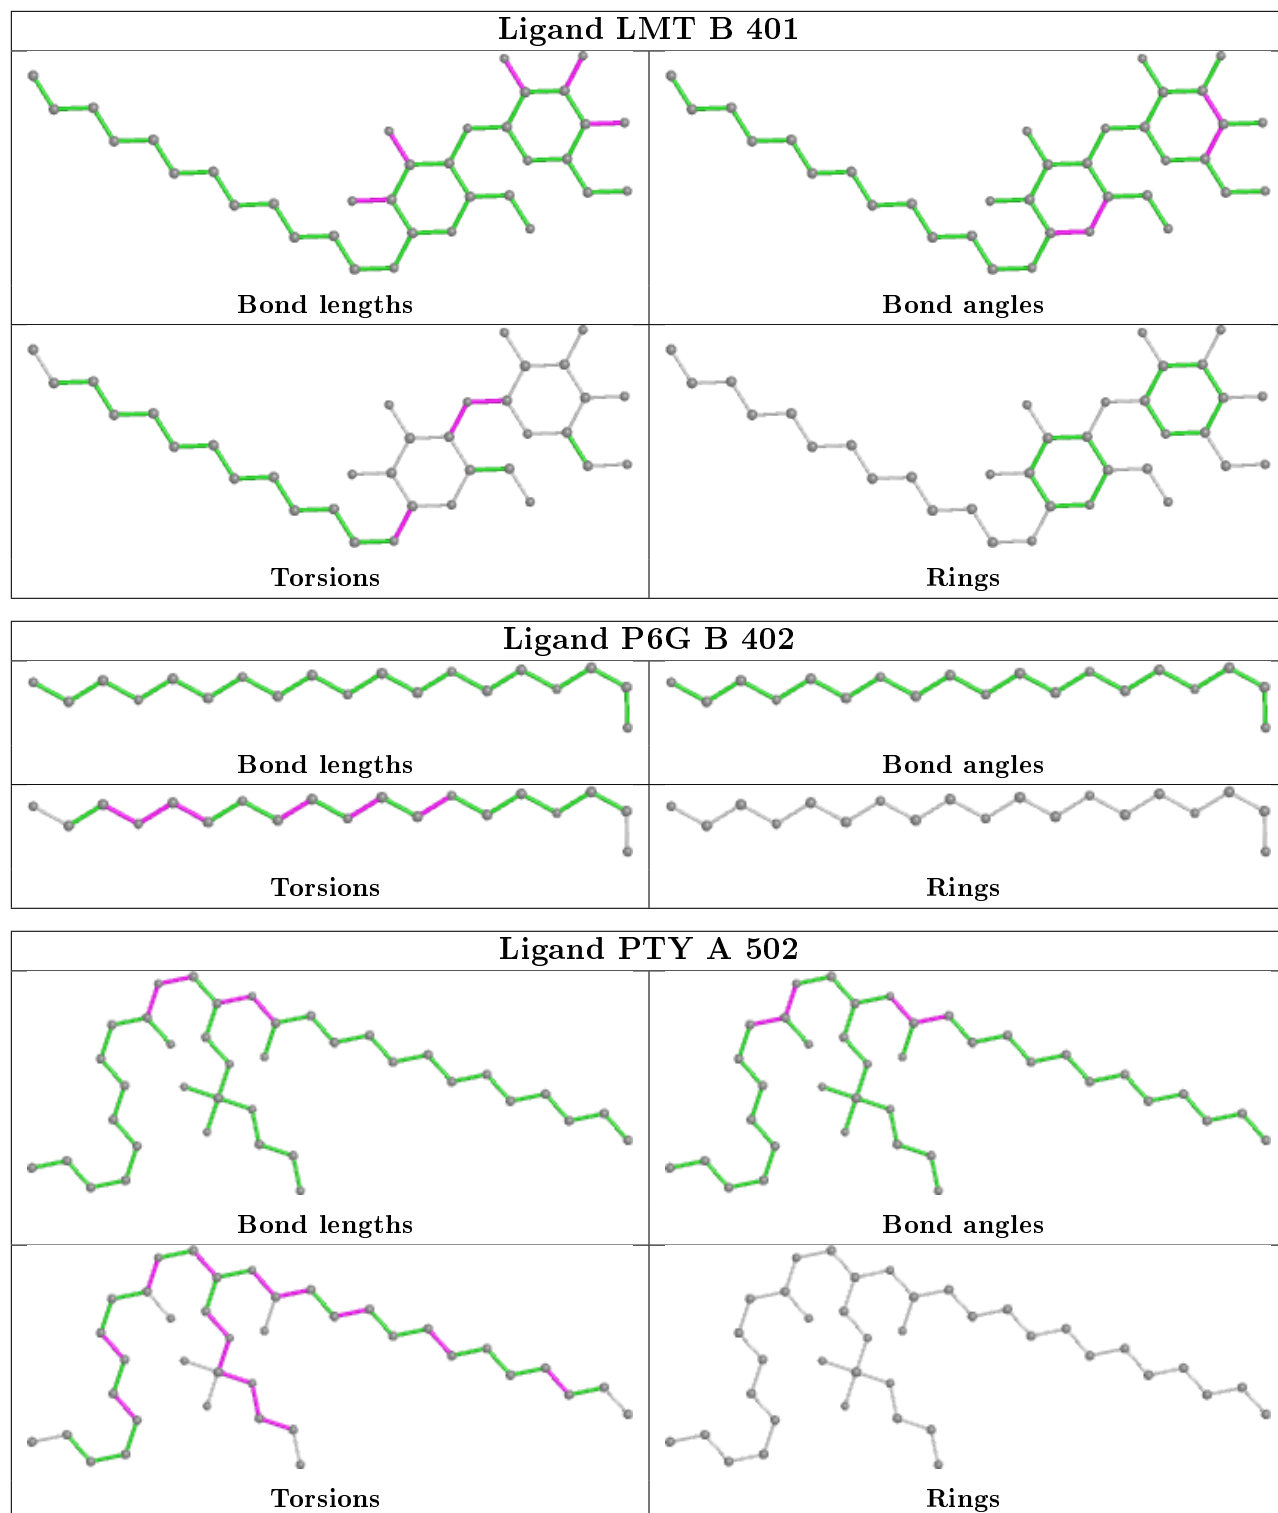 Ligand LMT B 401
Bond lengths
Bond angles
Torsions
Rings
Ligand P6G B 402
Bond lengths
Bond angles
Torsions
Rings
Ligand PTY A 502
Bond lengths
Bond angles
Torsions
Rings